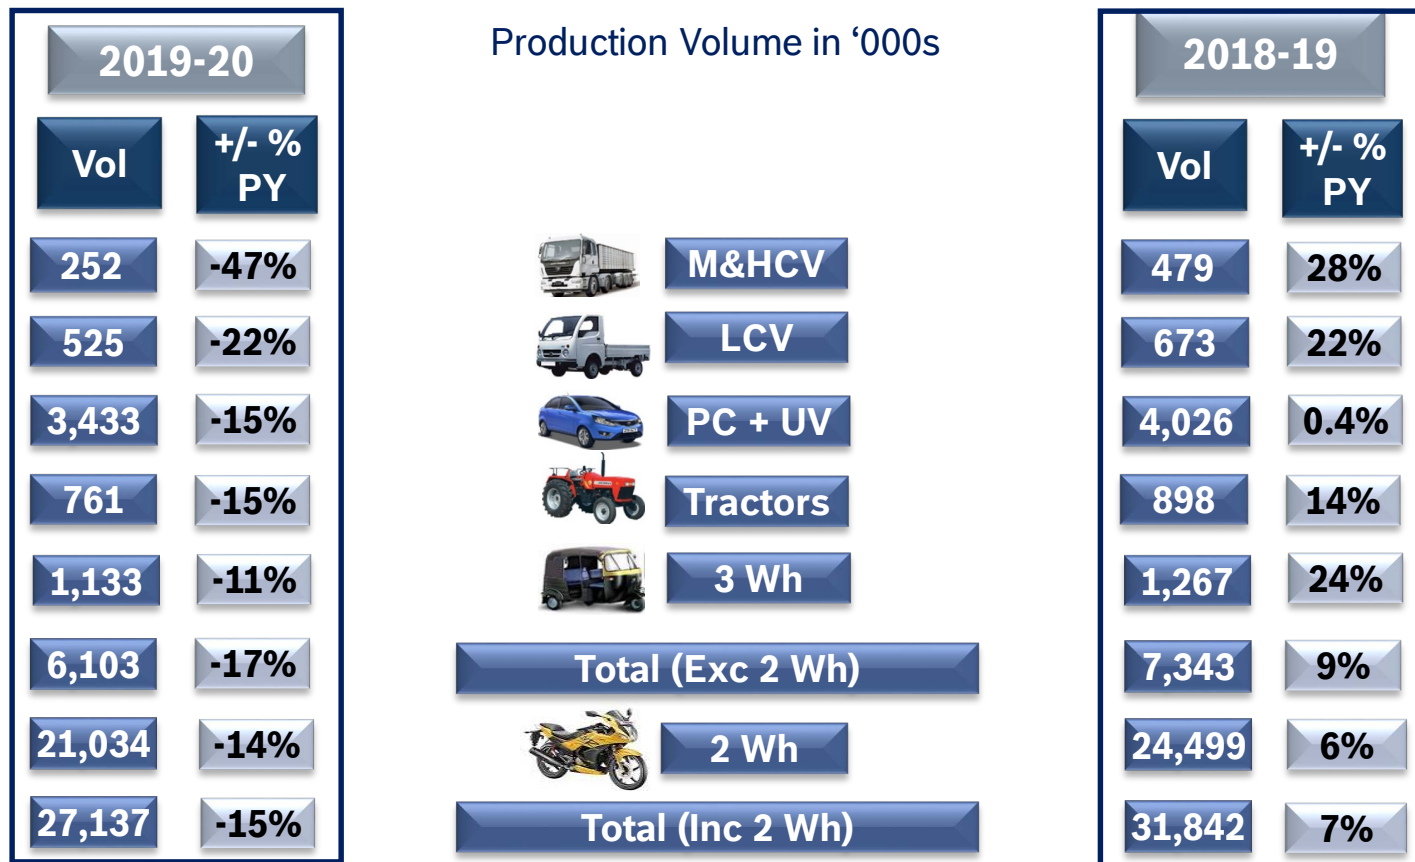 2019-20 Production Volume in ‘000s 2018-19
Vol +/- % Vol +/- %
PY PY
252 -47% M&HCV 479 28%
525 -22% LCV 673 22%
3,433 -15% PC + UV 4,026 0.4%
761 -15% Tractors 898 14%
1,133 -11% 3 Wh 1,267 24%
6,103 -17% Total (Exc 2 Wh) 7,343 9%
21,034 -14% 2 Wh 24,499 6%
27,137 -15% Total (Inc 2 Wh) 31,842 7%